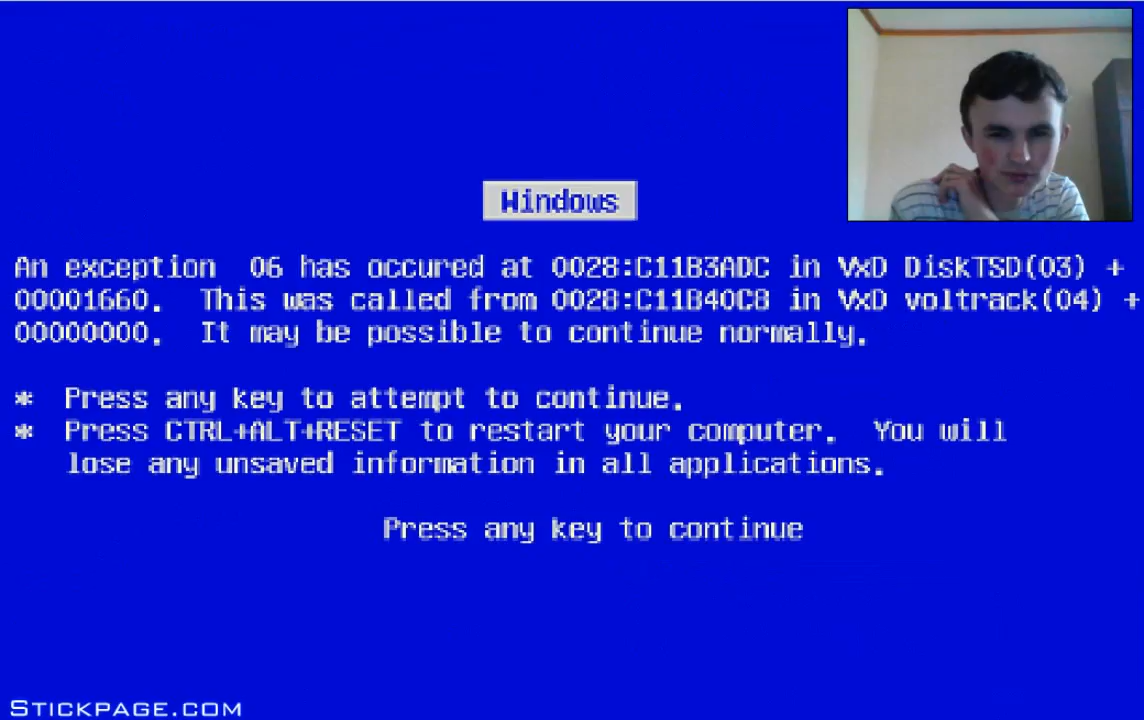 Windows
An exception 06 has occured at 0028:C11B3ADC in VxD DiskTSD(03) +
00001660. This was called from 0028:C11B40C8 in VxD voltrack(04) +
00000000. It may be possible to continue normally.
* Press any key to attempt to continue.
* Press CTRL+ALT+RESET to restart your computer. You will
lose any unsaved information in all applications.
Press any key to continue
STICKPAGE.COM